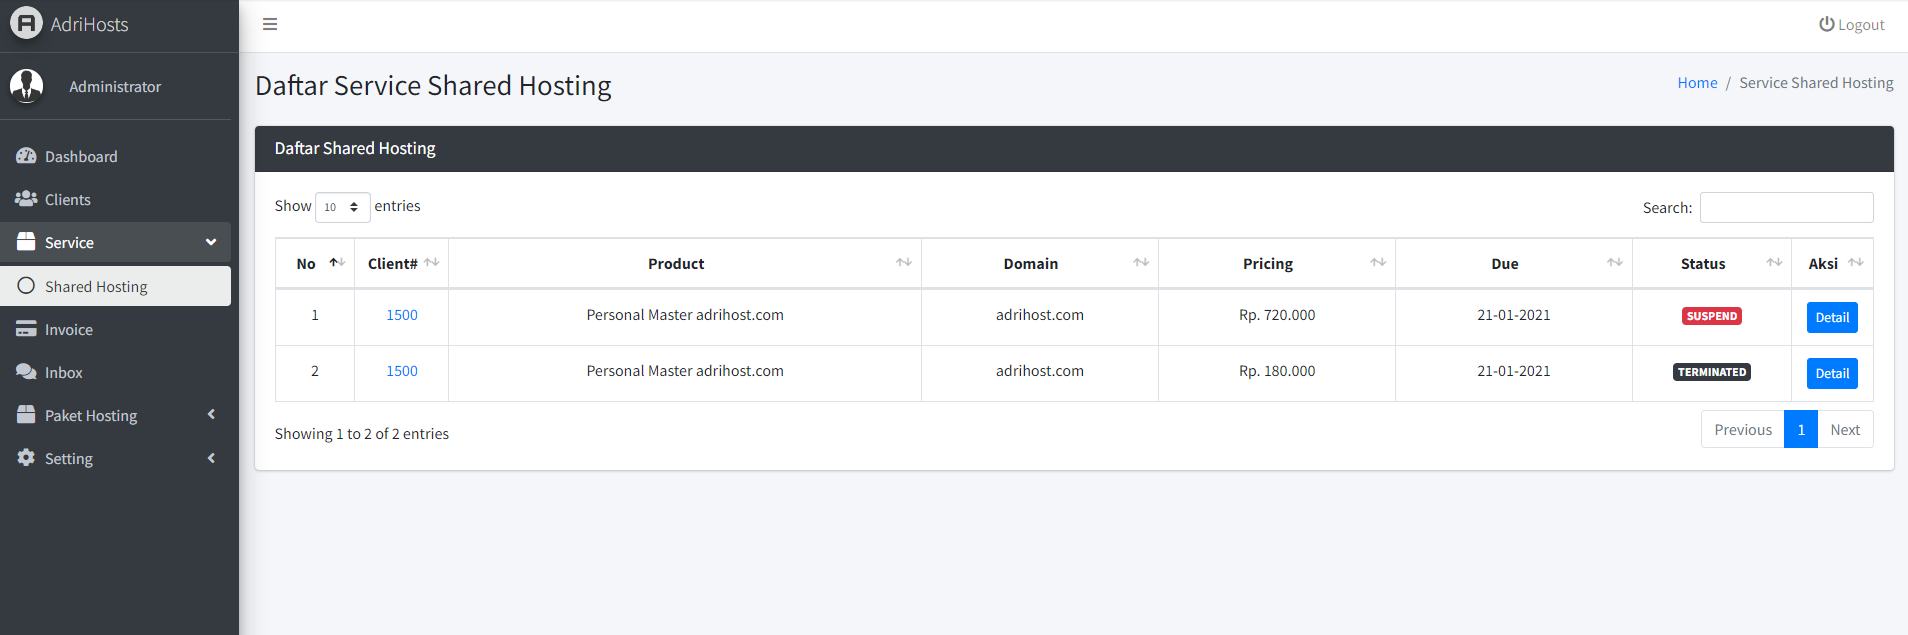 AdriHosts
Logout
Administrator
Daftar Service Shared Hosting
Home / Service Shared Hosting
Dashboard
Clients
Service
Shared Hosting
Invoice
Inbox
Paket Hosting
Setting
Daftar Shared Hosting
Show 10 entries
Search:
No Client# Product Domain Pricing Due Status Aksi
1 1500 Personal Master adrihost.com adrihost.com Rp. 720.000 21-01-2021 SUSPEND Detail
2 1500 Personal Master adrihost.com adrihost.com Rp. 180.000 21-01-2021 TERMINATED Detail
Showing 1 to 2 of 2 entries
Previous 1 Next